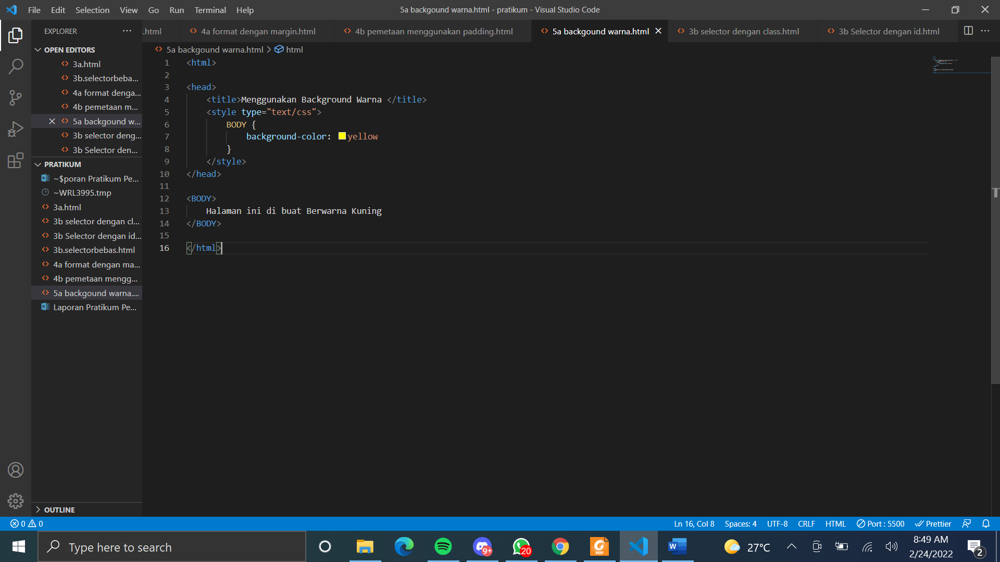 File Edit Selection View Go Run Terminal Help
5a backgound warna.html - pratikum - Visual Studio Code
EXPLORER
.html
4a format dengan margin.html
4b pemetaan menggunakan padding.html
5a backgound warna.html
3b selector dengan class.html
3b Selector dengan id.html
OPEN EDITORS
3a.html
3b.selectorbeba...
4a format denga...
4b pemetaan m...
5a backgound w...
3b selector deng...
3b Selector den...
PRATIKUM
~$poran Pratikum Pe...
~WRL3995.tmp
3a.html
3b selector dengan cl...
3b Selector dengan id...
3b.selectorbebas.html
4a format dengan ma...
4b pemetaan mengg...
5a backgound warna....
Laporan Pratikum Pe...
OUTLINE
5a backgound warna.html > html
1 <html>
2
3 <head>
4 <title>Menggunakan Background Warna </title>
5 <style type="text/css">
6 BODY {
7 background-color: yellow
8 }
9 </style>
10 </head>
11
12 <BODY>
13 Halaman ini di buat Berwarna Kuning
14 </BODY>
15
16 </html>
0 0
Ln 16, Col 8 Spaces: 4 UTF-8 CRLF HTML Port : 5500 Prettier
Type here to search
9+
20
PDF
W
27°C
8:49 AM
2/24/2022
2